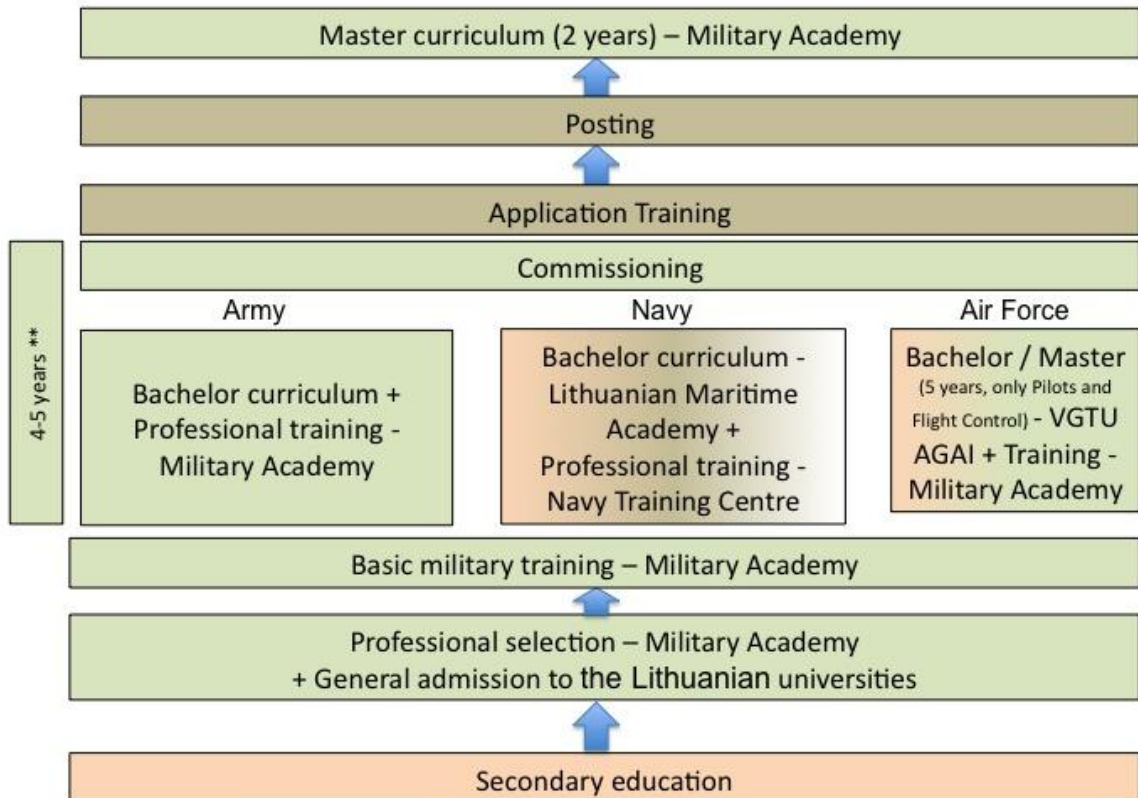 Master curriculum (2 years) – Military Academy
Posting
Application Training
Commissioning
4-5 years **
Army
Bachelor curriculum +
Professional training -
Military Academy
Navy
Bachelor curriculum -
Lithuanian Maritime
Academy +
Professional training -
Navy Training Centre
Air Force
Bachelor / Master
(5 years, only Pilots and
Flight Control) - VGTU
AGAI + Training -
Military Academy
Basic military training – Military Academy
Professional selection – Military Academy
+ General admission to the Lithuanian universities
Secondary education